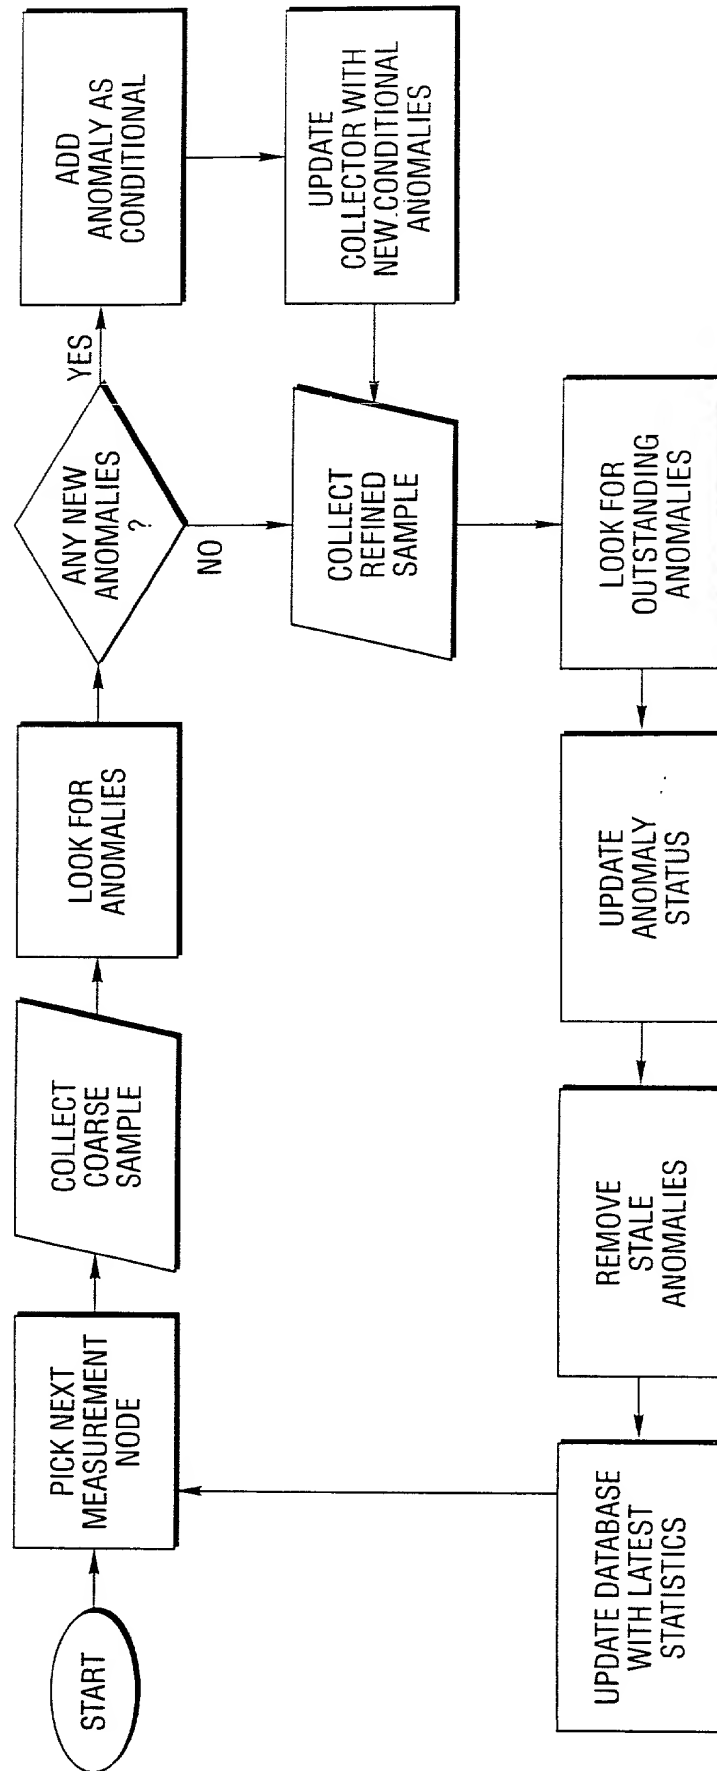 START
PICK NEXT
MEASUREMENT
NODE
COLLECT
COARSE
SAMPLE
LOOK FOR
ANOMALIES
ANY NEW
ANOMALIES
?
YES
ADD
ANOMALY AS
CONDITIONAL
UPDATE
COLLECTOR WITH
NEW CONDITIONAL
ANOMALIES
NO
COLLECT
REFINED
SAMPLE
LOOK FOR
OUTSTANDING
ANOMALIES
UPDATE
ANOMALY
STATUS
REMOVE
STALE
ANOMALIES
UPDATE DATABASE
WITH LATEST
STATISTICS